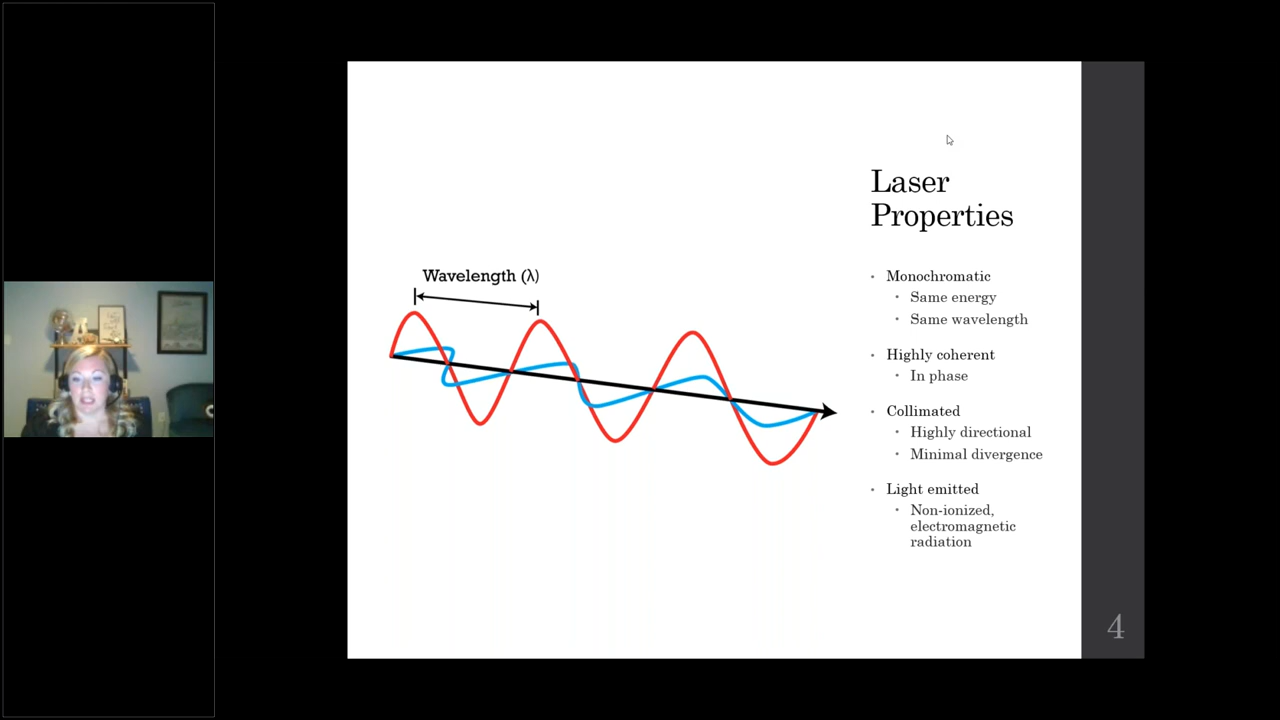 Wavelength (λ)
Laser
Properties
Monochromatic
Same energy
Same wavelength
Highly coherent
In phase
Collimated
Highly directional
Minimal divergence
Light emitted
Non-ionized,
electromagnetic
radiation
4